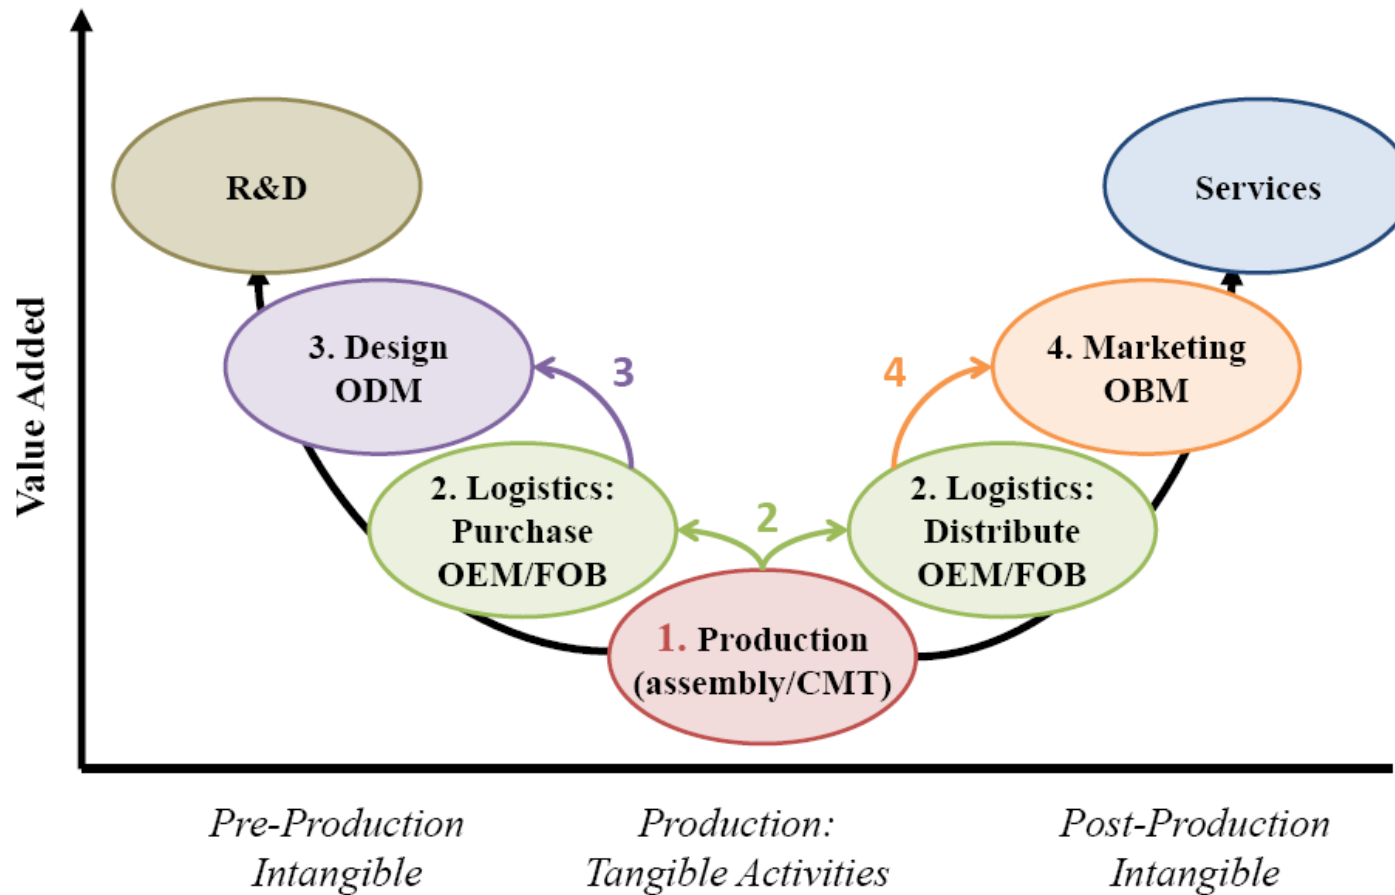 Value Added
R&D
Services
3. Design
ODM
3
4
4. Marketing
OBM
2. Logistics:
Purchase
OEM/FOB
2
2. Logistics:
Distribute
OEM/FOB
1. Production
(assembly/CMT)
Pre-Production
Intangible
Production:
Tangible Activities
Post-Production
Intangible